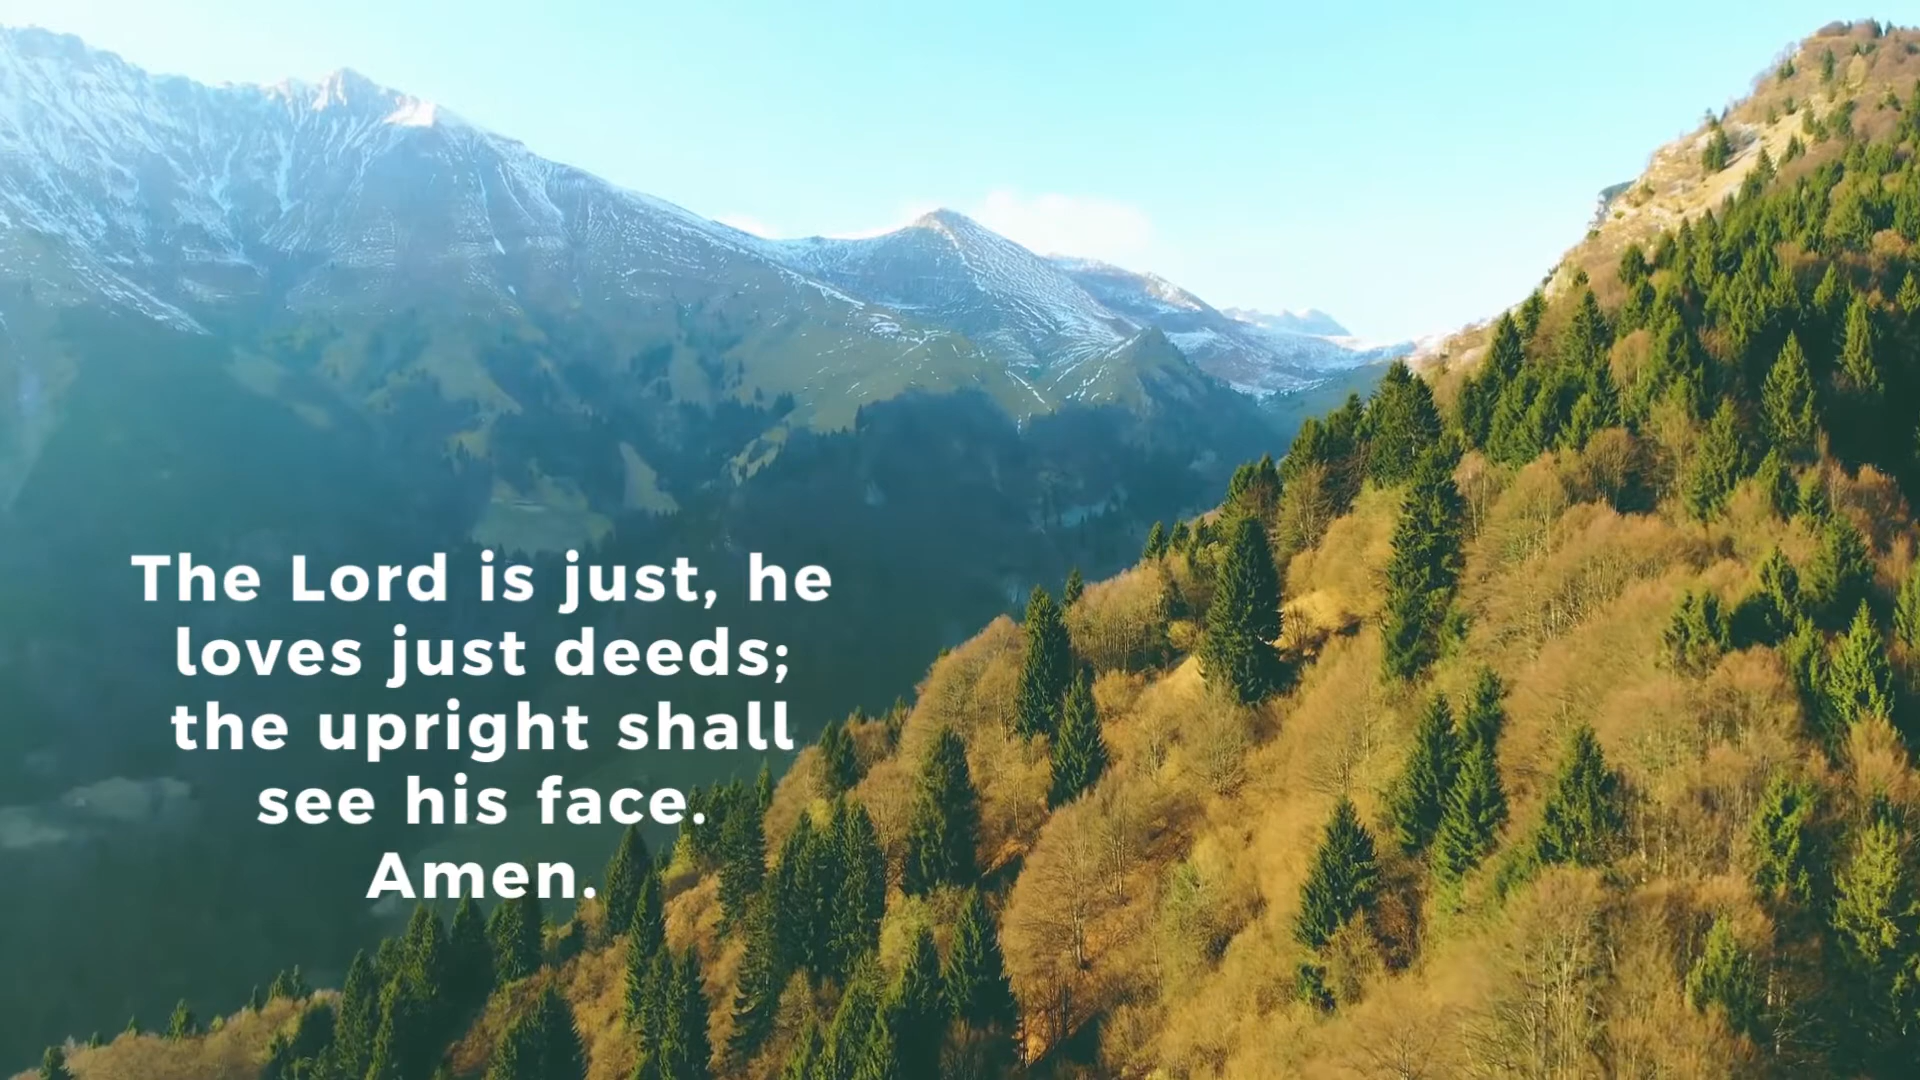 The Lord is just, he
loves just deeds;
the upright shall
see his face.
Amen.